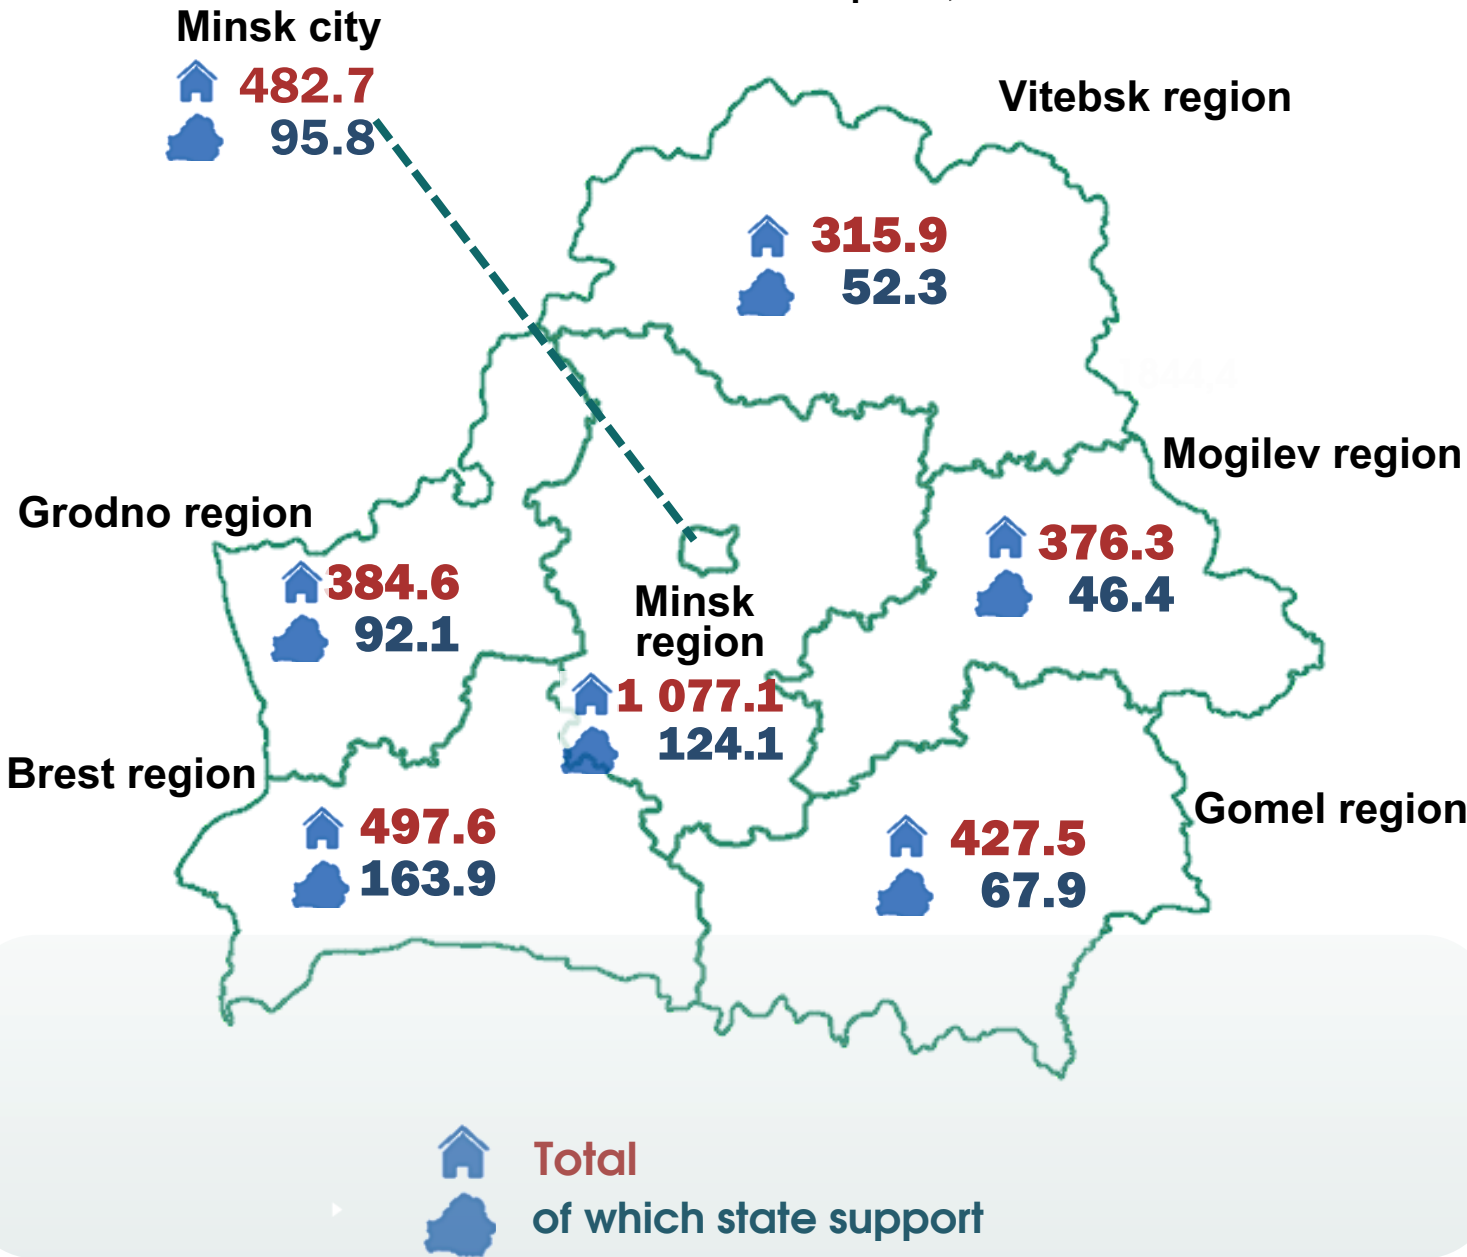 Minsk city
482.7
95.8
Vitebsk region
315.9
52.3
Mogilev region
376.3
46.4
Grodno region
384.6
92.1
Minsk
region
1 077.1
124.1
Brest region
497.6
163.9
Gomel region
427.5
67.9
Total
of which state support